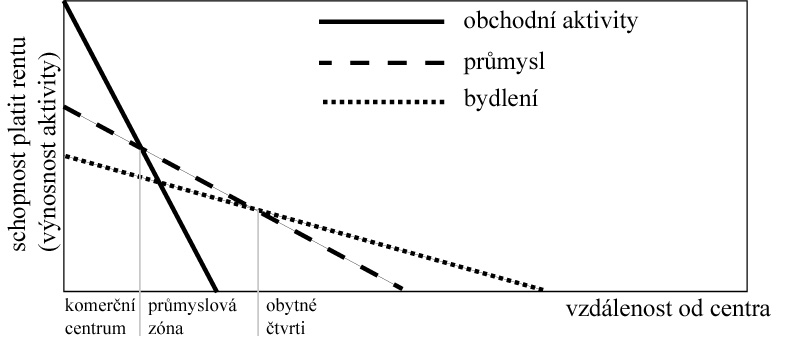 obchodní aktivity
průmysl
bydlení
schopnost platit rentu
(výnosnost aktivity)
komerční
centrum
průmyslová
zóna
obytné
čtvrti
vzdálenost od centra